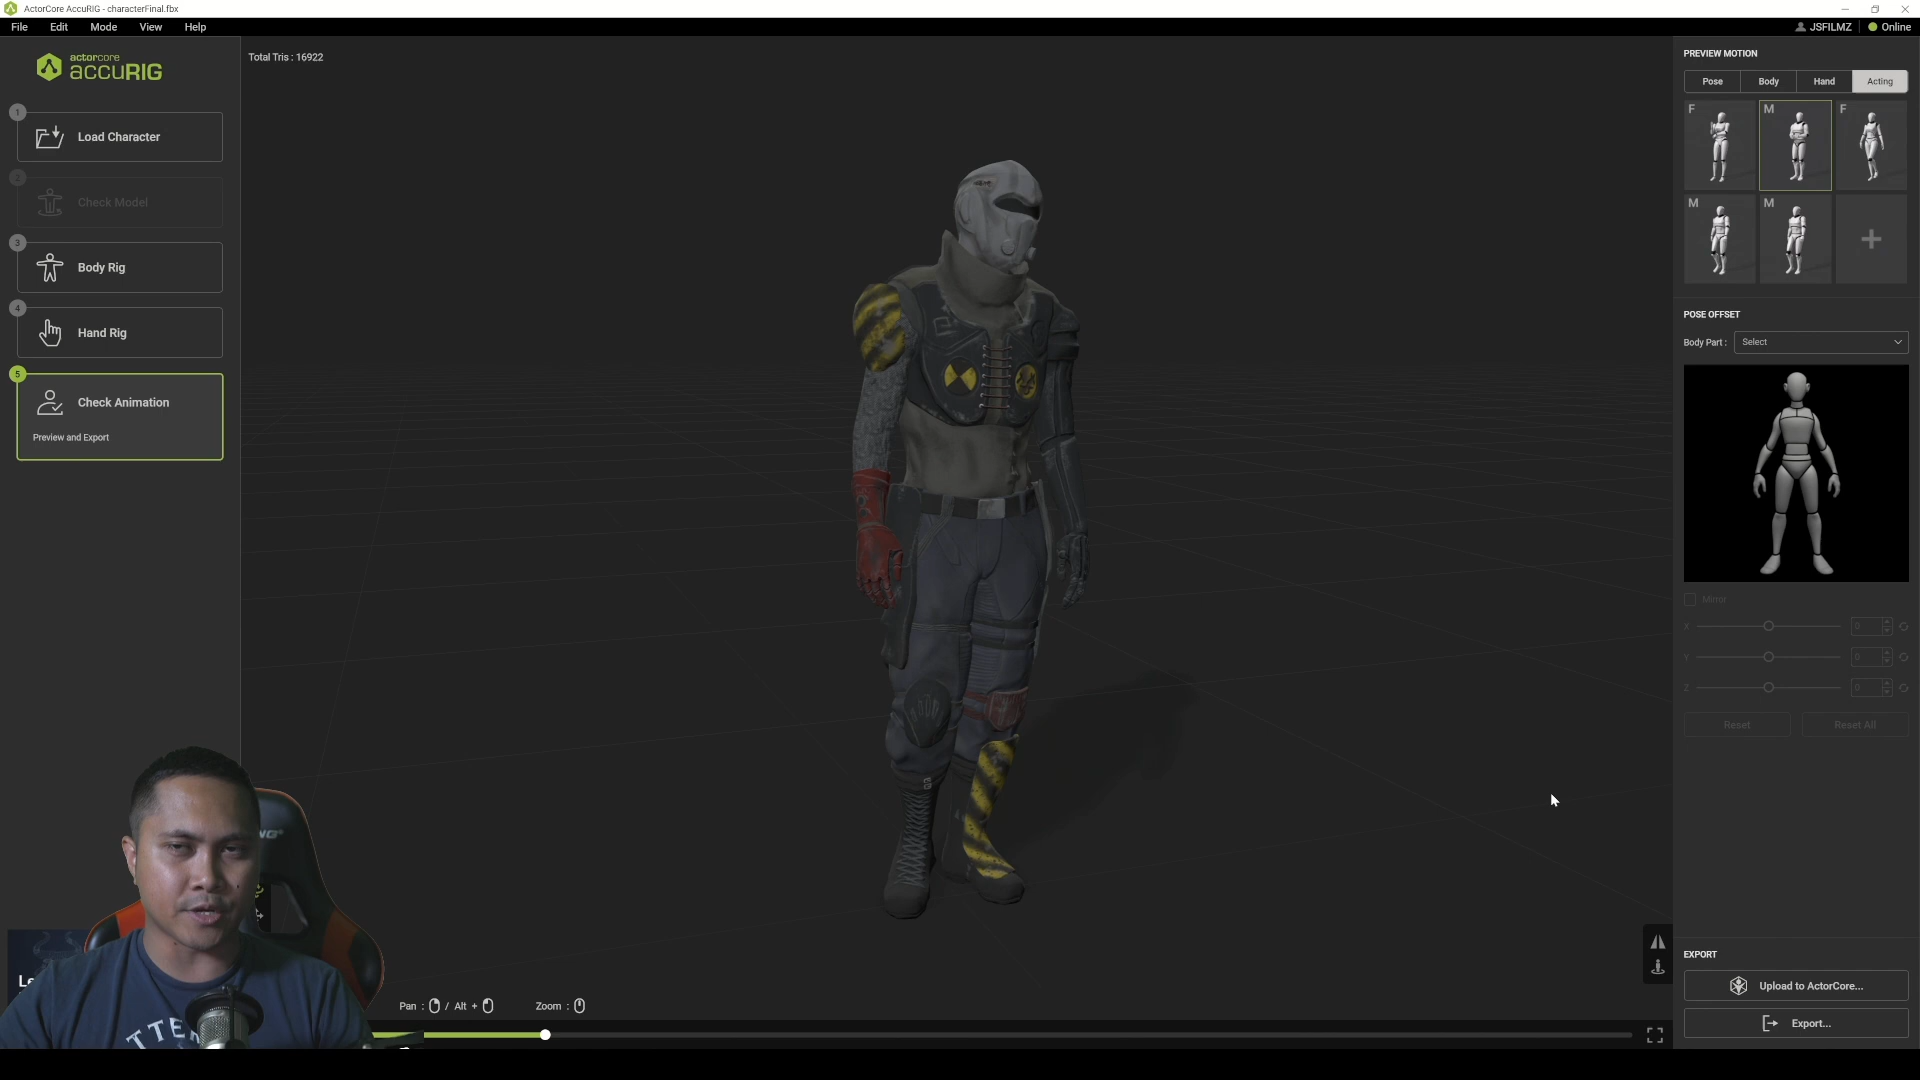 ActorCore AccuRIG - characterFinal.fbx
File Edit Mode View Help
JSFILMZ Online
actorcore
accuRIG
Total Tris : 16922
1
Load Character
2
Check Model
3
Body Rig
4
Hand Rig
5
Check Animation
Preview and Export
PREVIEW MOTION
Pose Body Hand Acting
F M F
M M
POSE OFFSET
Body Part : Select
Mirror
X 0
Y 0
Z 0
Reset Reset All
EXPORT
Upload to ActorCore...
Export...
Pan : / Alt + Zoom :